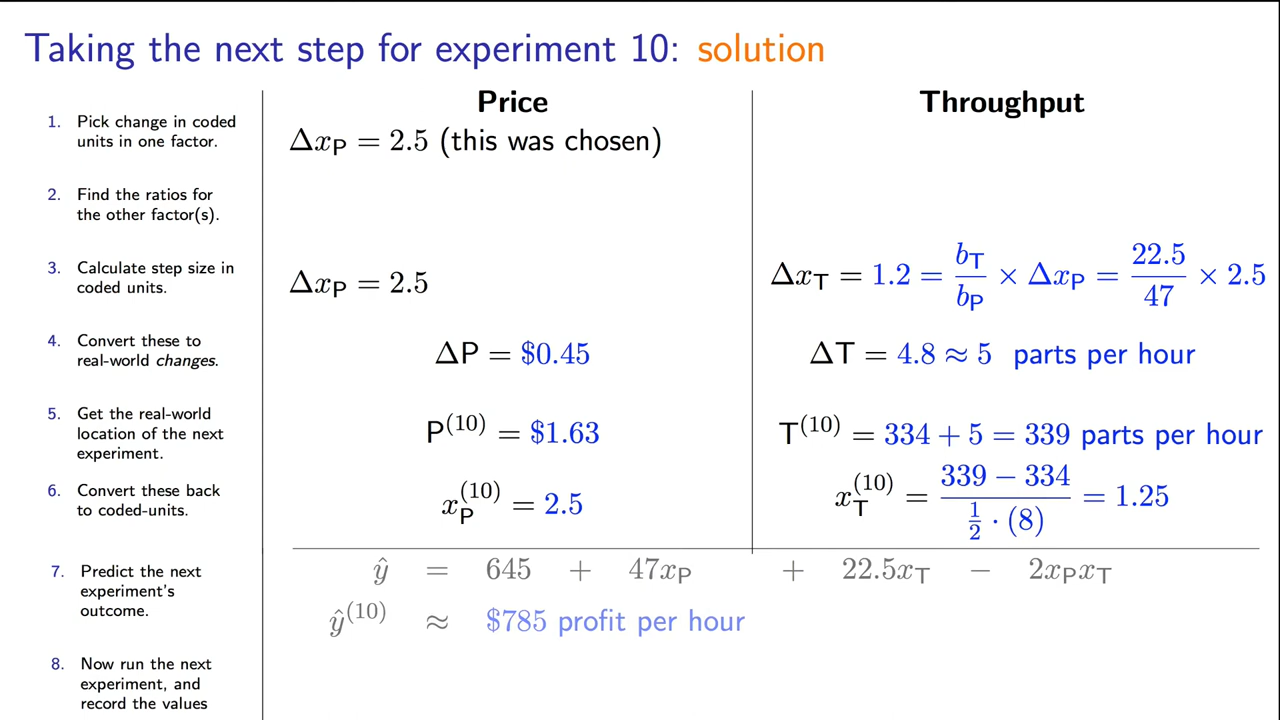 Taking the next step for experiment 10: solution
Price
Throughput
1. Pick change in coded
units in one factor.
Δx_P = 2.5 (this was chosen)
2. Find the ratios for
the other factor(s).
3. Calculate step size in
coded units.
Δx_P = 2.5
Δx_T = 1.2 = b_T/b_P × Δx_P = 22.5/47 × 2.5
4. Convert these to
real-world changes.
ΔP = $0.45
ΔT = 4.8 ≈ 5 parts per hour
5. Get the real-world
location of the next
experiment.
P^(10) = $1.63
T^(10) = 334 + 5 = 339 parts per hour
6. Convert these back
to coded-units.
x_P^(10) = 2.5
x_T^(10) = (339 − 334)/(1/2 · (8)) = 1.25
7. Predict the next
experiment's
outcome.
ŷ = 645 + 47x_P + 22.5x_T − 2x_Px_T
ŷ^(10) ≈ $785 profit per hour
8. Now run the next
experiment, and
record the values